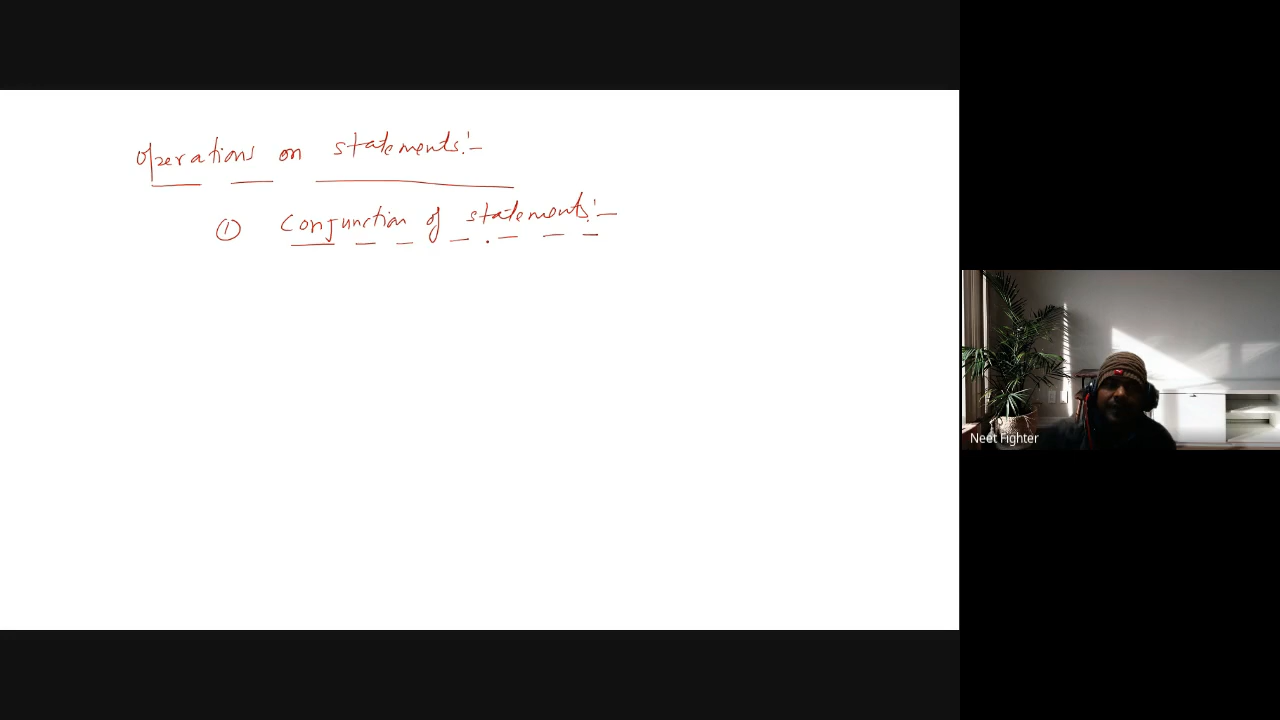 operations on statements:-
① Conjunction of statements:-
Neet Fighter